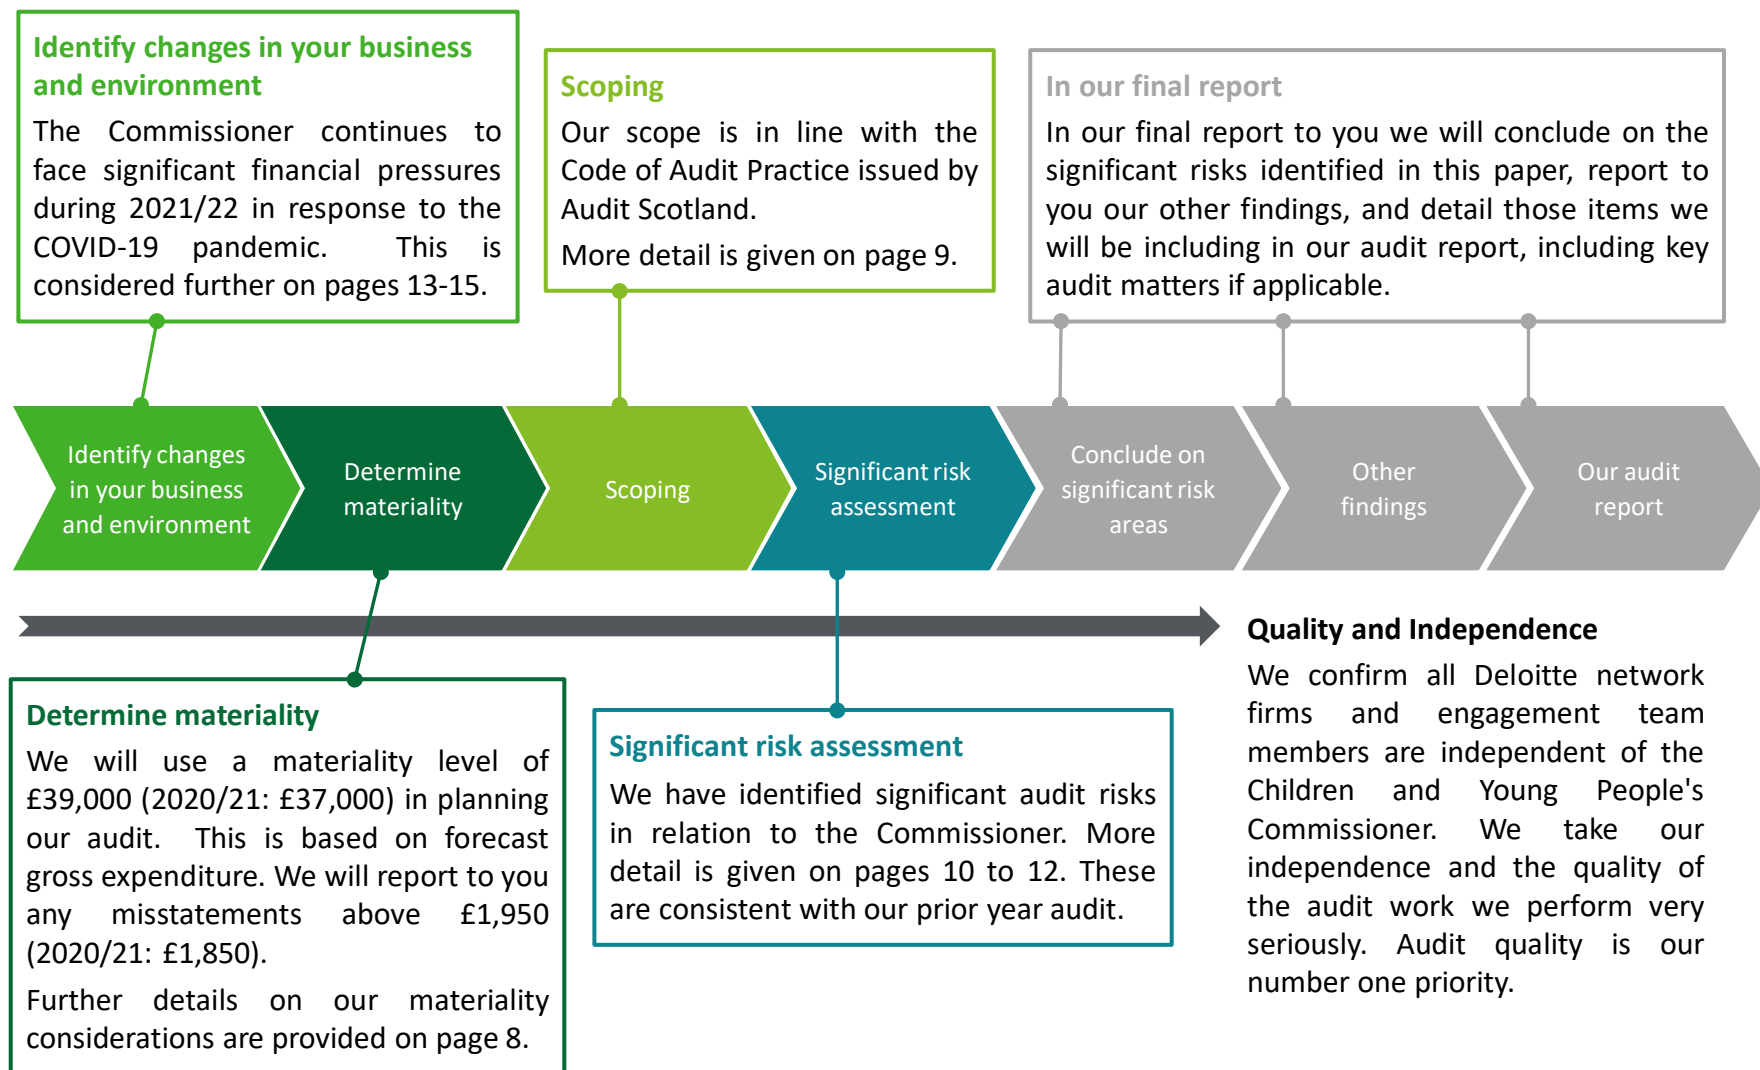 Identify changes in your business
and environment
The Commissioner continues to
face significant financial pressures
during 2021/22 in response to the
COVID-19 pandemic. This is
considered further on pages 13-15.
Scoping
Our scope is in line with the
Code of Audit Practice issued by
Audit Scotland.
More detail is given on page 9.
In our final report
In our final report to you we will conclude on the
significant risks identified in this paper, report to
you our other findings, and detail those items we
will be including in our audit report, including key
audit matters if applicable.
Identify changes
in your business
and environment
Determine
materiality
Scoping
Significant risk
assessment
Conclude on
significant risk
areas
Other
findings
Our audit
report
Determine materiality
We will use a materiality level of
£39,000 (2020/21: £37,000) in planning
our audit. This is based on forecast
gross expenditure. We will report to you
any misstatements above £1,950
(2020/21: £1,850).
Further details on our materiality
considerations are provided on page 8.
Significant risk assessment
We have identified significant audit risks
in relation to the Commissioner. More
detail is given on pages 10 to 12. These
are consistent with our prior year audit.
Quality and Independence
We confirm all Deloitte network
firms and engagement team
members are independent of the
Children and Young People's
Commissioner. We take our
independence and the quality of
the audit work we perform very
seriously. Audit quality is our
number one priority.